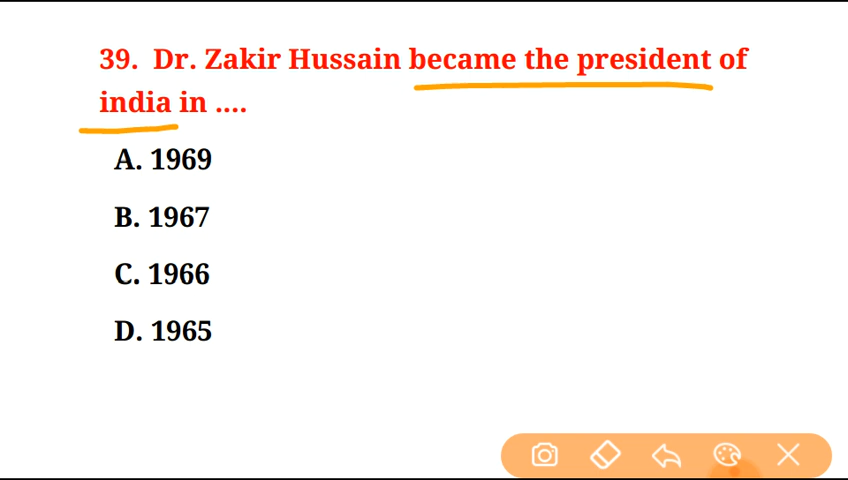 39. Dr. Zakir Hussain became the president of
india in ....
A. 1969
B. 1967
C. 1966
D. 1965